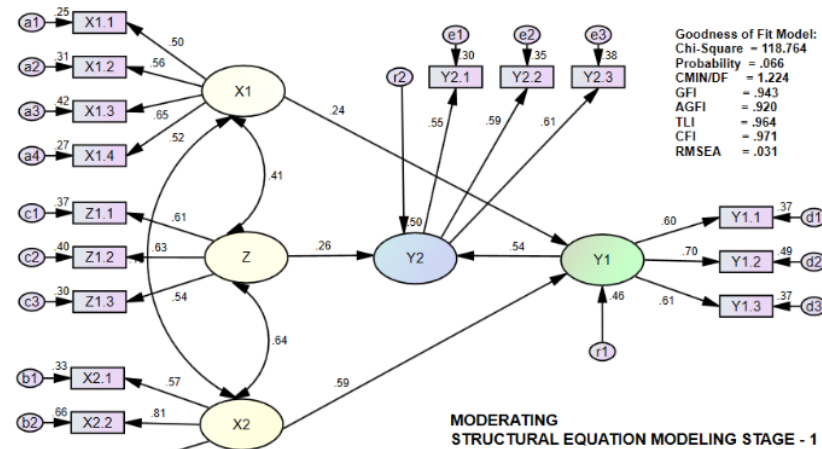 Goodness of Fit Model:
Chi-Square = 118.764
Probability = .066
CMIN/DF = 1.224
GFI = .943
AGFI = .920
TLI = .964
CFI = .971
RMSEA = .031
a1 .25 X1.1
.50
a2 .31 X1.2
.56
a3 .42 X1.3
.65
a4 .27 X1.4
.52
X1
.24
.41
r2
e1 e2 e3
.30 .35 .38
Y2.1 Y2.2 Y2.3
.55 .59 .61
c1 .37 Z1.1
.61
c2 .40 Z1.2
.63
c3 .30 Z1.3
.54
Z
.26
.50
Y2
.54
Y1
.46
r1
.60 Y1.1 .37 d1
.70 Y1.2 .49 d2
.61 Y1.3 .37 d3
.64
b1 .33 X2.1
.57
b2 .66 X2.2
.81
X2
.59
MODERATING
STRUCTURAL EQUATION MODELING STAGE - 1